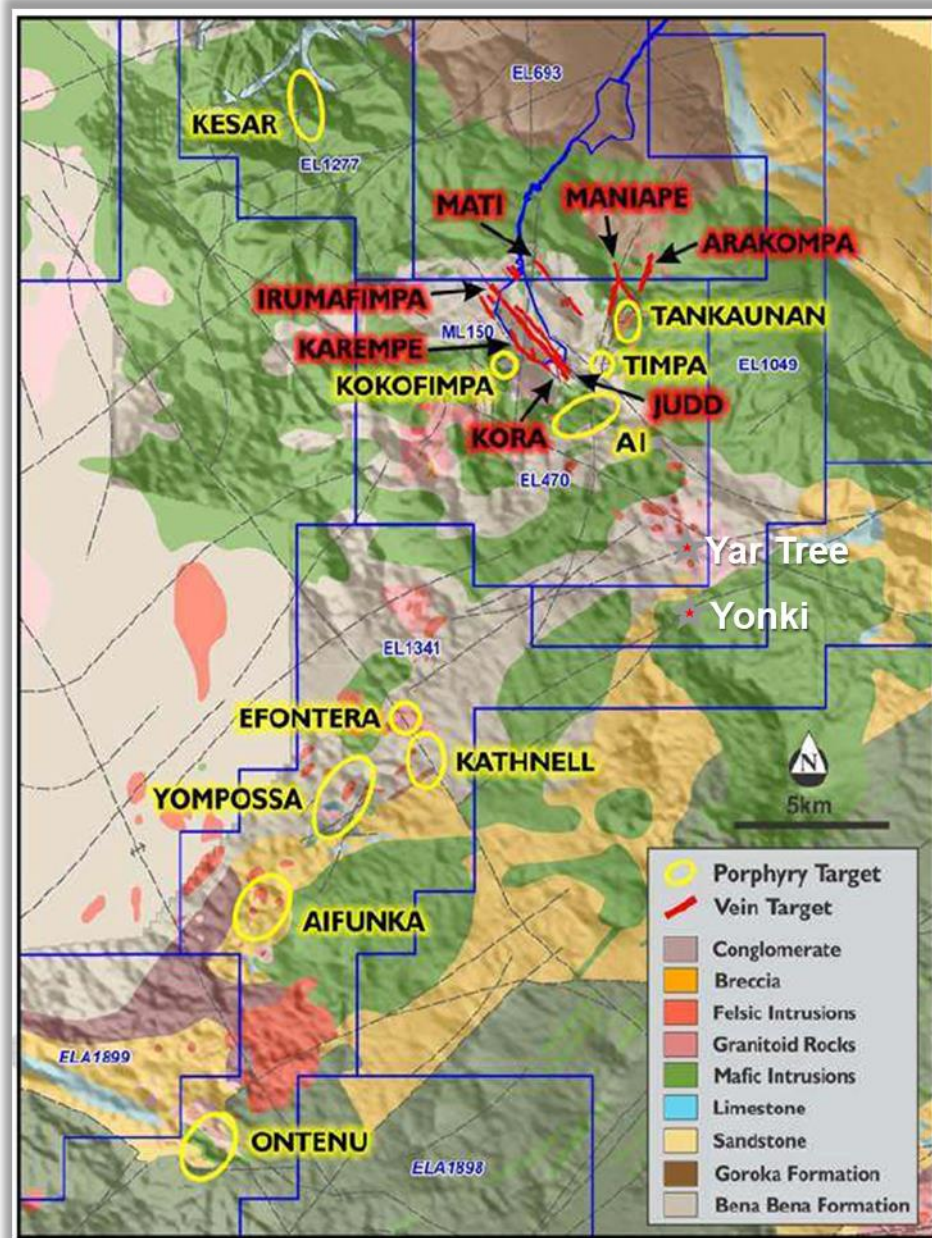 EL693
KESAR
EL1277
MATI
MANIAPE
ARAKOMPA
IRUMAFIMPA
TANKAUNAN
ML150
KAREMPE
TIMPA
EL1049
KOKOFIMPA
JUDD
KORA
A1
EL470
Yar Tree
Yonki
EL1341
EFONTERA
KATHNELL
YOMPOSSA
N
5km
AIFUNKA
ELA1899
ONTENU
ELA1898
Porphyry Target
Vein Target
Conglomerate
Breccia
Felsic Intrusions
Granitoid Rocks
Mafic Intrusions
Limestone
Sandstone
Goroka Formation
Bena Bena Formation